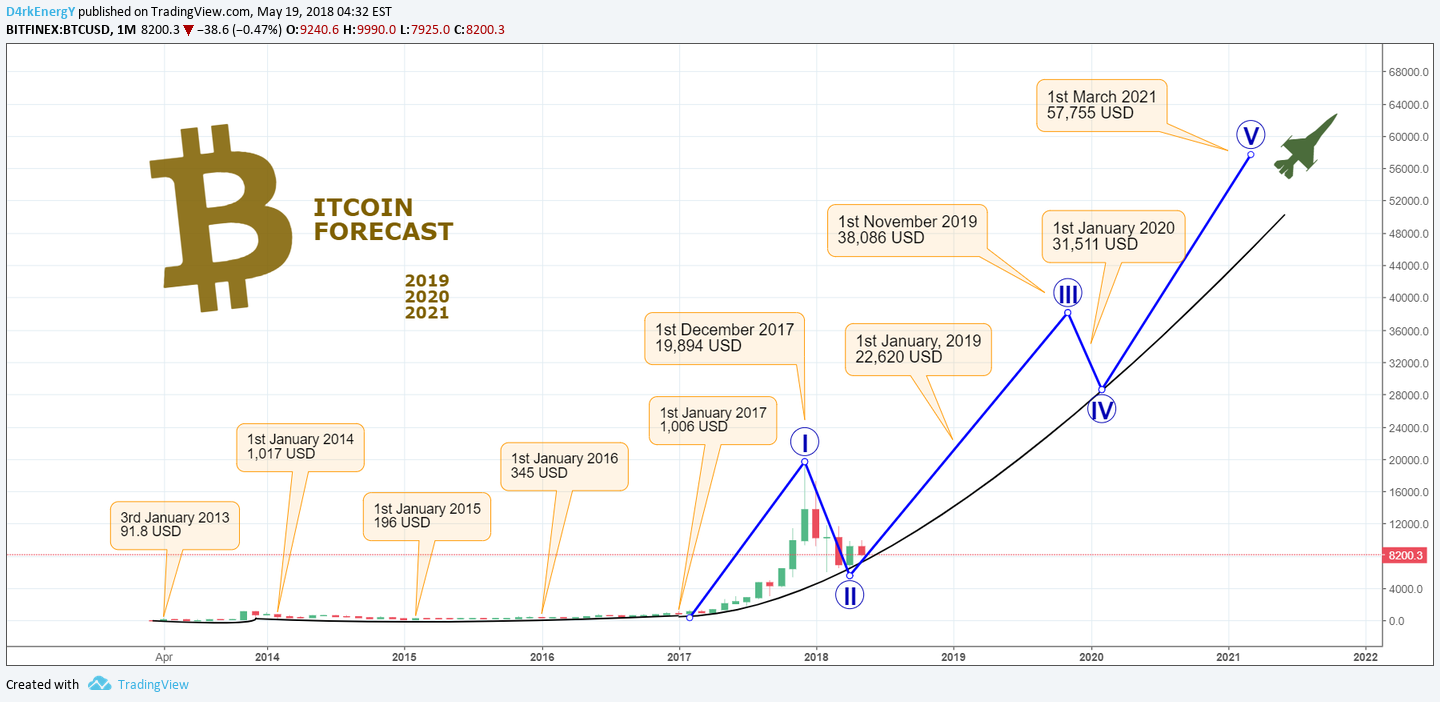 D4rkEnergY published on TradingView.com, May 19, 2018 04:32 EST
BITFINEX:BTCUSD, 1M 8200.3 ▼ −38.6 (−0.47%) O:9240.6 H:9990.0 L:7925.0 C:8200.3
ITCOIN
FORECAST
2019
2020
2021
3rd January 2013
91.8 USD
1st January 2014
1,017 USD
1st January 2015
196 USD
1st January 2016
345 USD
1st January 2017
1,006 USD
1st December 2017
19,894 USD
1st January, 2019
22,620 USD
1st November 2019
38,086 USD
1st January 2020
31,511 USD
1st March 2021
57,755 USD
I
II
III
IV
V
68000.0
64000.0
60000.0
56000.0
52000.0
48000.0
44000.0
40000.0
36000.0
32000.0
28000.0
24000.0
20000.0
16000.0
12000.0
8200.3
4000.0
0.0
Apr 2014 2015 2016 2017 2018 2019 2020 2021 2022
Created with TradingView